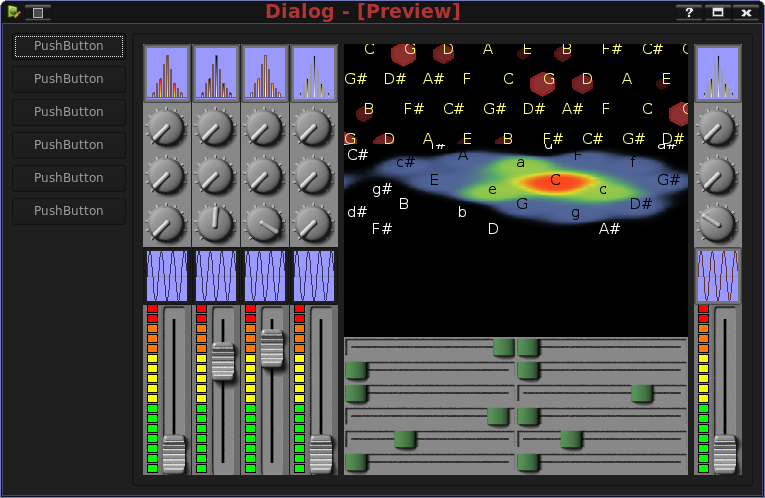 Dialog - [Preview]
?
PushButton
PushButton
PushButton
PushButton
PushButton
PushButton
C G D A E B F# C#
G# D# A# F C G D A E
B F# C# G# D# A# F C
G D A E B F# C# G# D#
C# c# A a F f
g# E e C c G#
d# B b G g D#
F# D A#